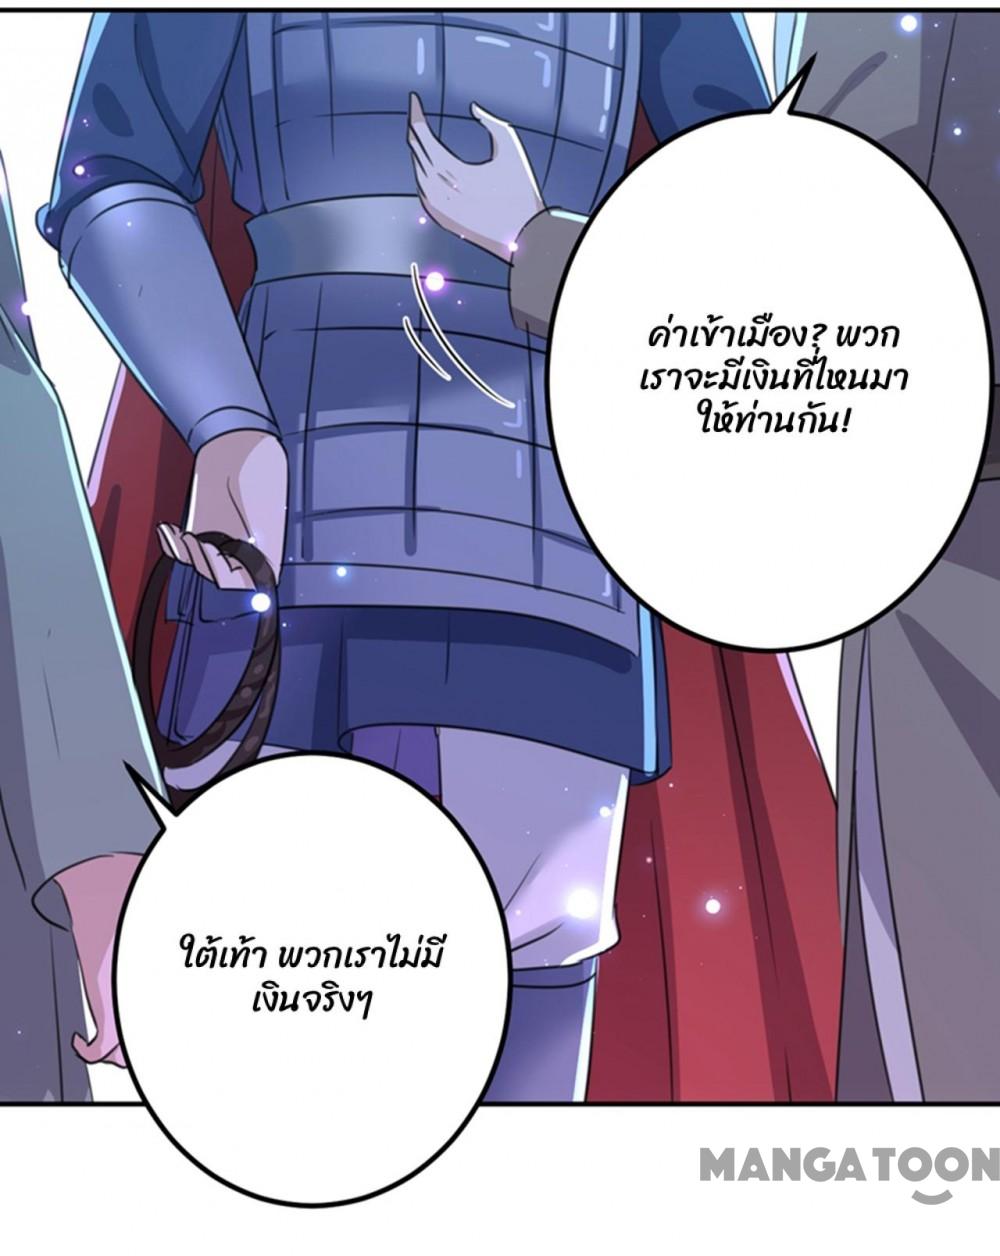 ค่าเข้าเมือง? พวก
เราจะมีเงินที่ไหนมา
ให้ท่านกัน!
ใต้เท้า พวกเราไม่มี
เงินจริงๆ
MANGATOON